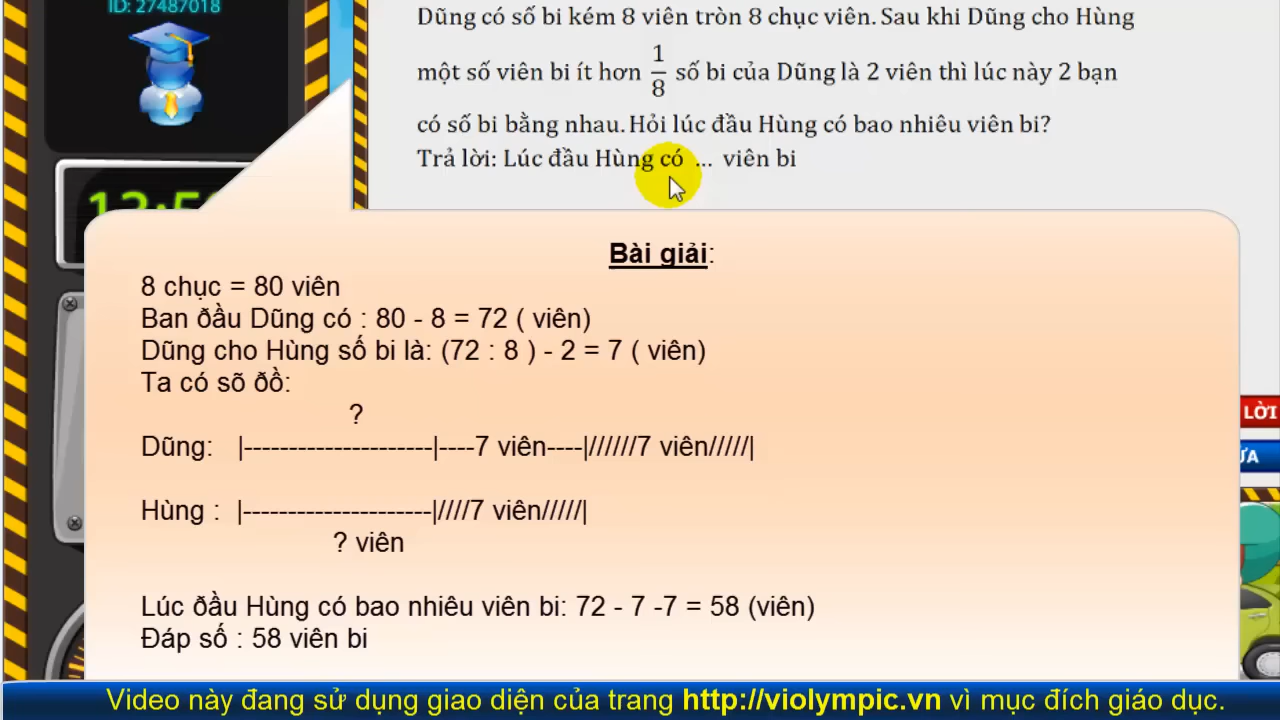 ID: 27487018
Dũng có số bi kém 8 viên tròn 8 chục viên. Sau khi Dũng cho Hùng
một số viên bi ít hơn 1/8 số bi của Dũng là 2 viên thì lúc này 2 bạn
có số bi bằng nhau. Hỏi lúc đầu Hùng có bao nhiêu viên bi?
Trả lời: Lúc đầu Hùng có ... viên bi
Bài giải:
8 chục = 80 viên
Ban đầu Dũng có : 80 - 8 = 72 ( viên)
Dũng cho Hùng số bi là: (72 : 8 ) - 2 = 7 ( viên)
Ta có sõ đồ:
?
Dũng: |---------------------|----7 viên----|//////7 viên/////|
Hùng : |---------------------|////7 viên/////|
? viên
Lúc đầu Hùng có bao nhiêu viên bi: 72 - 7 -7 = 58 (viên)
Đáp số : 58 viên bi
LỜI
Video này đang sử dụng giao diện của trang http://violympic.vn vì mục đích giáo dục.